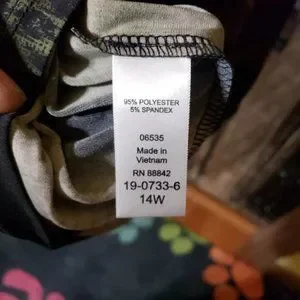 95% POLYESTER
5% SPANDEX
06535
Made in
Vietnam
RN 88842
19-0733-6
14W